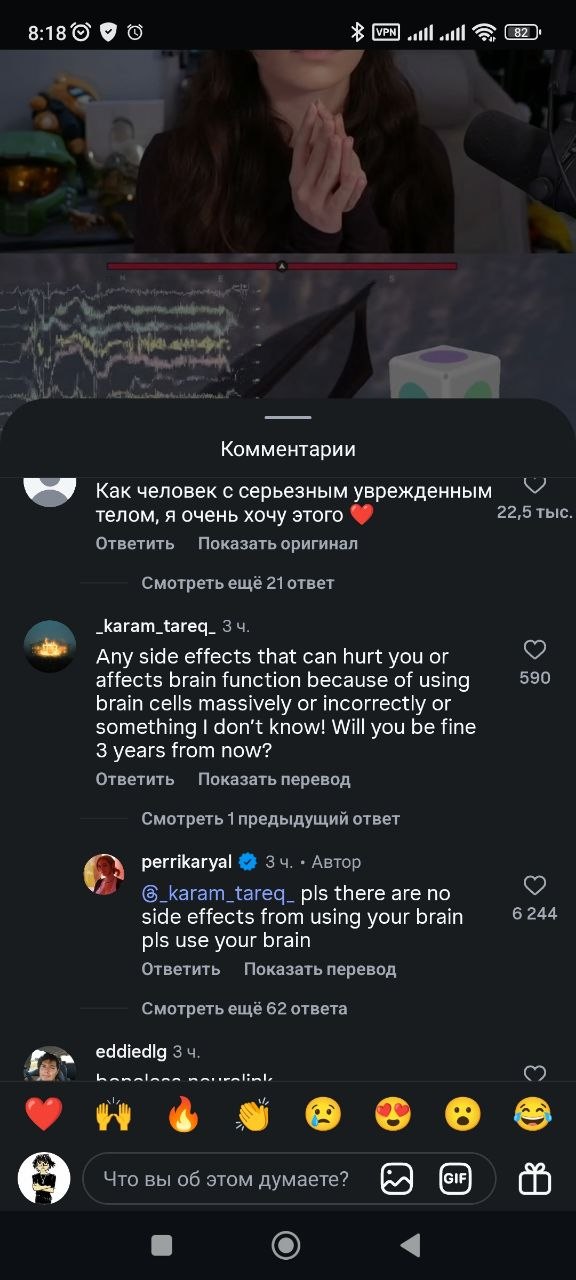 8:18
VPN
82
N
E
S
Комментарии
Как человек с серьезным уврежденным
телом, я очень хочу этого ❤️
22,5 тыс.
Ответить Показать оригинал
Смотреть ещё 21 ответ
_karam_tareq_ 3 ч.
Any side effects that can hurt you or
affects brain function because of using
brain cells massively or incorrectly or
something I don't know! Will you be fine
3 years from now?
590
Ответить Показать перевод
Смотреть 1 предыдущий ответ
perrikaryal 3 ч. • Автор
@_karam_tareq_ pls there are no
side effects from using your brain
pls use your brain
6 244
Ответить Показать перевод
Смотреть ещё 62 ответа
eddiedlg 3 ч.
hopeless neuralink
Что вы об этом думаете?
GIF